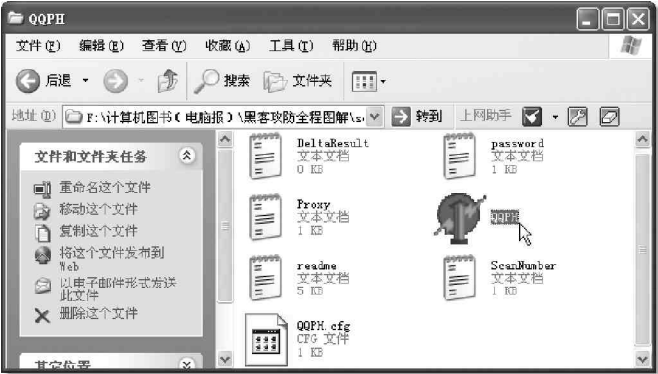 QQPH
文件(F) 编辑(E) 查看(V) 收藏(A) 工具(T) 帮助(H)
后退 搜索 文件夹
地址(D) F:\计算机图书(电脑报)\黑客攻防全程图解\s 转到 上网助手
文件和文件夹任务
重命名这个文件
移动这个文件
复制这个文件
将这个文件发布到
Web
以电子邮件形式发送
此文件
删除这个文件
其它位置
DeltaResult
文本文档
0 KB
password
文本文档
1 KB
Proxy
文本文档
1 KB
QQPH
readme
文本文档
5 KB
ScanNumber
文本文档
1 KB
QQPH.cfg
CFG 文件
1 KB